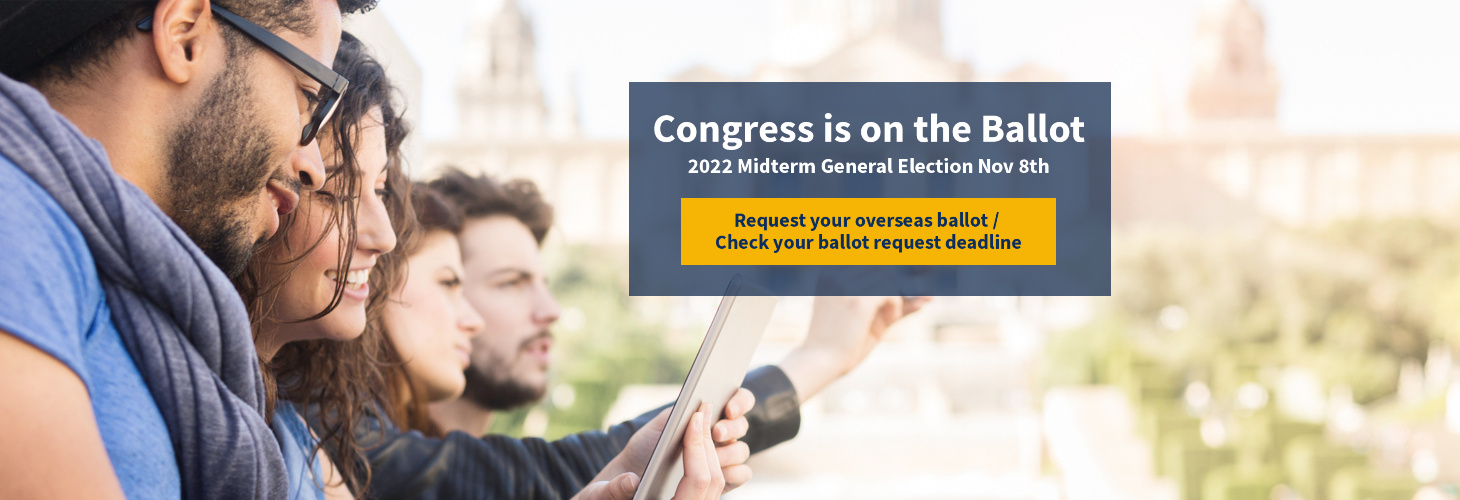 Congress is on the Ballot
2022 Midterm General Election Nov 8th
Request your overseas ballot /
Check your ballot request deadline